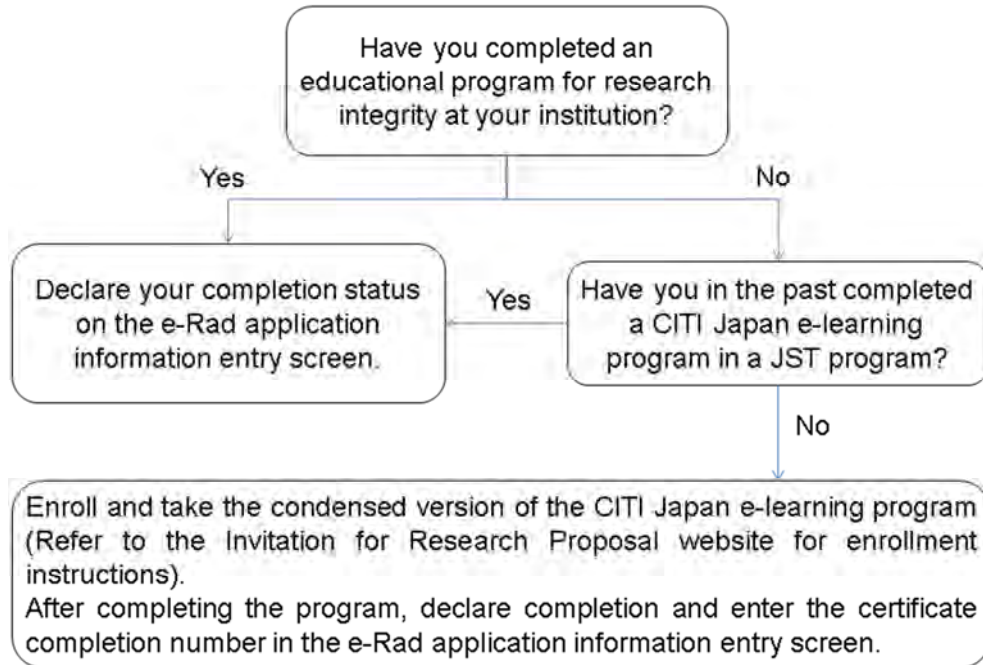 Have you completed an
educational program for research
integrity at your institution?
Yes
No
Declare your completion status
on the e-Rad application
information entry screen.
Yes
Have you in the past completed
a CITI Japan e-learning
program in a JST program?
No
Enroll and take the condensed version of the CITI Japan e-learning program
(Refer to the Invitation for Research Proposal website for enrollment
instructions).
After completing the program, declare completion and enter the certificate
completion number in the e-Rad application information entry screen.